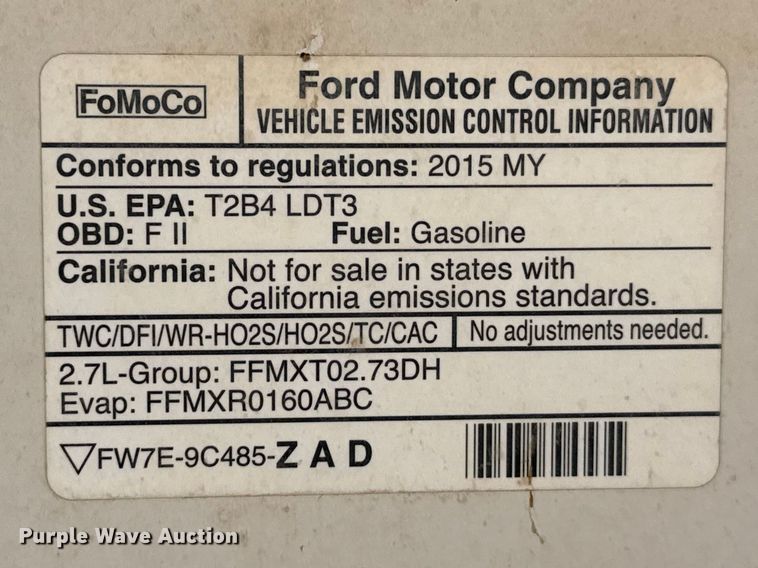 FoMoCo
Ford Motor Company
VEHICLE EMISSION CONTROL INFORMATION
Conforms to regulations: 2015 MY
U.S. EPA: T2B4 LDT3
OBD: F II Fuel: Gasoline
California: Not for sale in states with
California emissions standards.
TWC/DFI/WR-HO2S/HO2S/TC/CAC No adjustments needed.
2.7L-Group: FFMXT02.73DH
Evap: FFMXR0160ABC
▽FW7E-9C485-Z A D
Purple Wave Auction